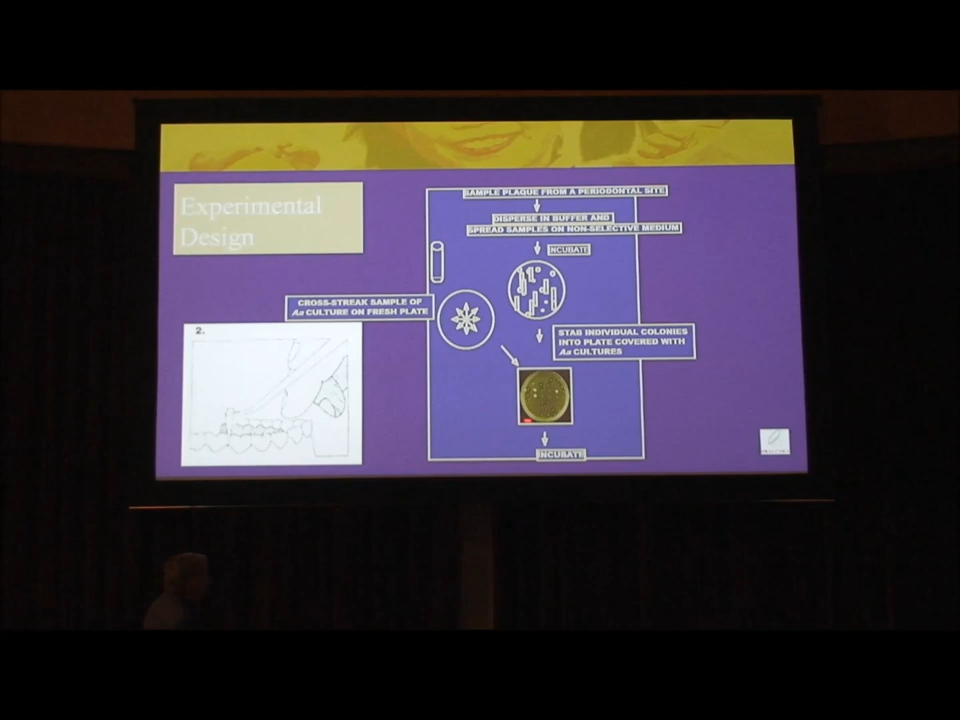 Experimental
Design
SAMPLE PLAQUE FROM A PERIODONTAL SITE
DISPERSE IN BUFFER AND
SPREAD SAMPLES ON NON-SELECTIVE MEDIUM
INCUBATE
CROSS-STREAK SAMPLE OF
Aa CULTURE ON FRESH PLATE
STAB INDIVIDUAL COLONIES
INTO PLATE COVERED WITH
Aa CULTURES
2.
INCUBATE